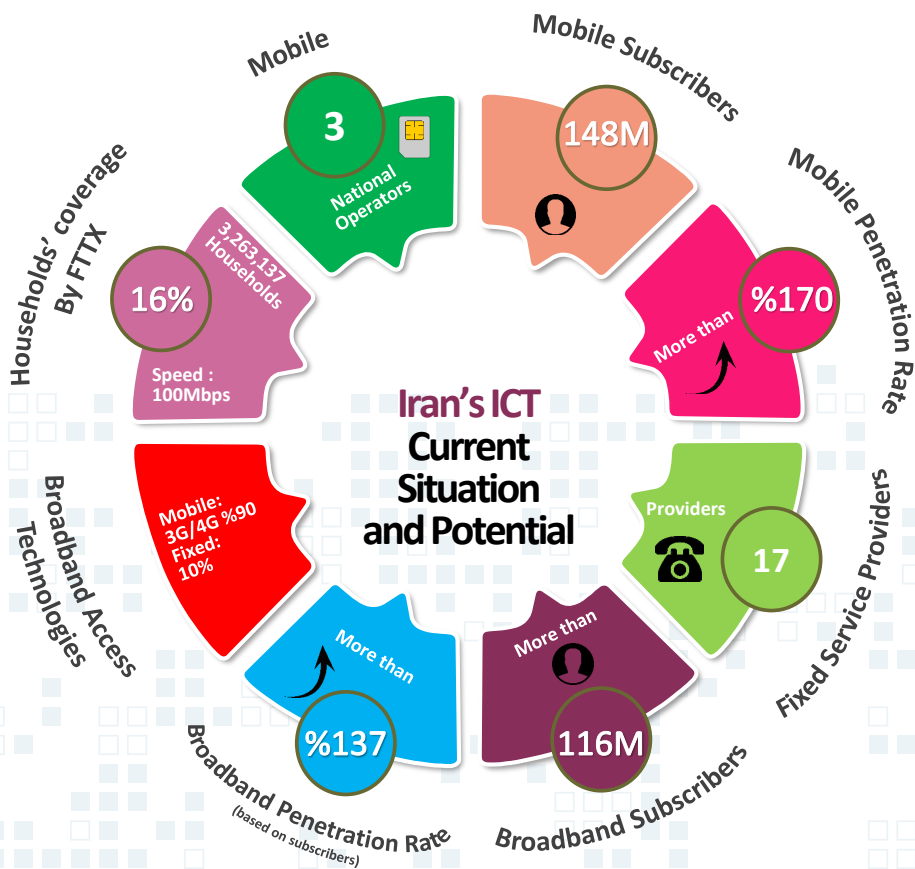 Iran's ICT
Current
Situation
and Potential
Mobile
3
National
Operators
Mobile Subscribers
148M
Mobile Penetration Rate
%170
More than
Fixed Service Providers
Providers
17
Broadband Subscribers
More than
116M
Broadband Penetration Rate
(based on subscribers)
More than
%137
Broadband Access
Technologies
Mobile:
3G/4G %90
Fixed:
10%
Households' coverage
By FTTX
16%
3,263,137
Households
Speed :
100Mbps